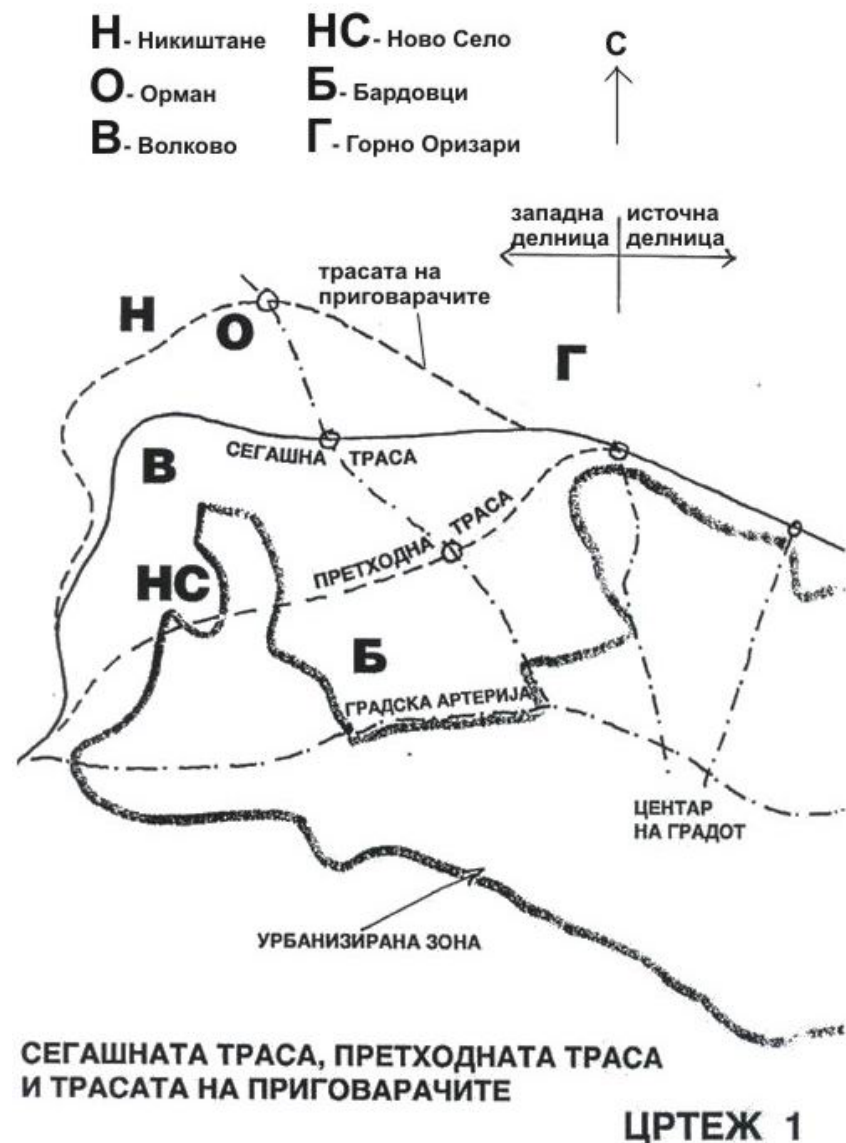 Н- Никиштане
НС- Ново Село
С
О- Орман
Б- Бардовци
В- Волково
Г- Горно Оризари
западна
делница
источна
делница
трасата на
приговарачите
Н
О
Г
В
СЕГАШНА ТРАСА
ПРЕТХОДНА ТРАСА
НС
Б
ГРАДСКА АРТЕРИЈА
ЦЕНТАР
НА ГРАДОТ
УРБАНИЗИРАНА ЗОНА
СЕГАШНАТА ТРАСА, ПРЕТХОДНАТА ТРАСА
И ТРАСАТА НА ПРИГОВАРАЧИТЕ
ЦРТЕЖ 1